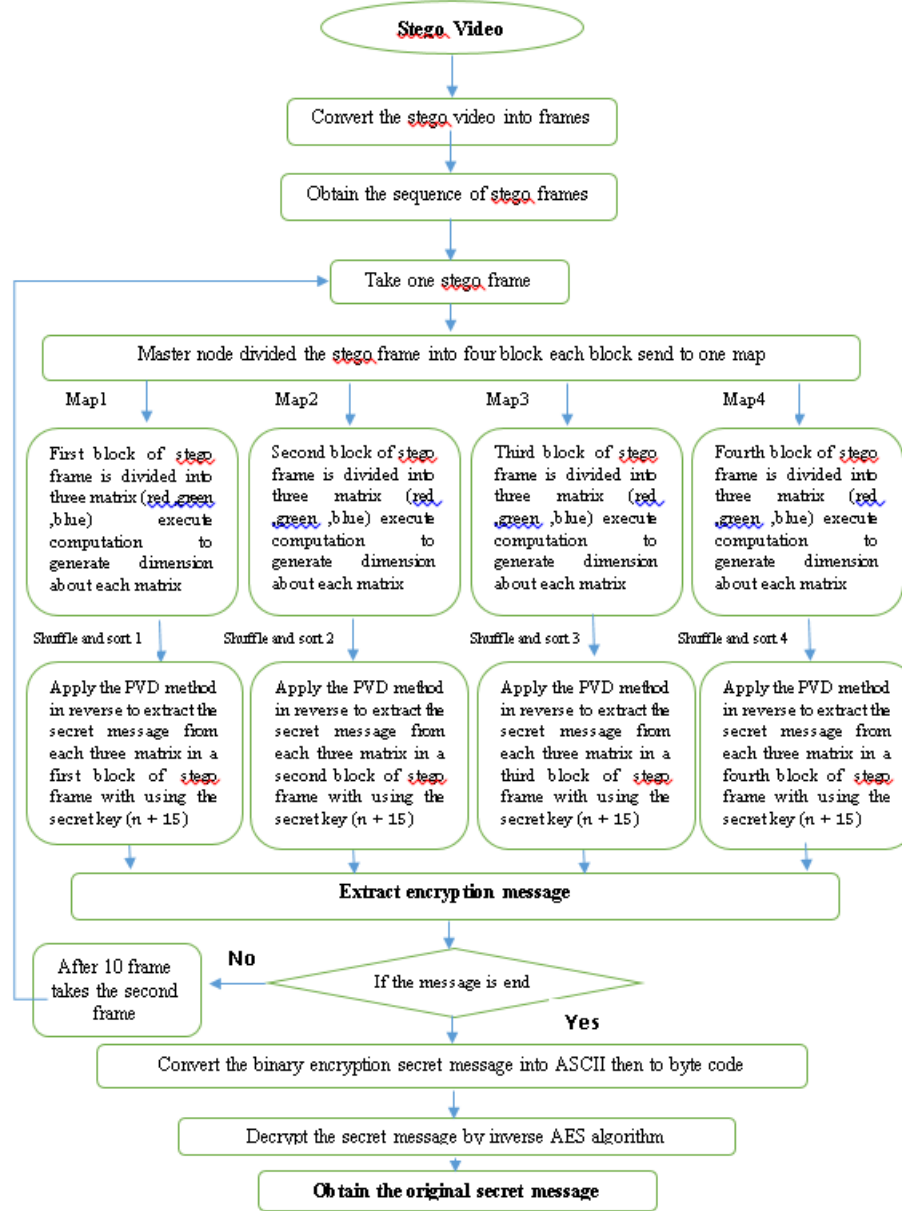 Stego Video
Convert the stego video into frames
Obtain the sequence of stego frames
Take one stego frame
Master node divided the stego frame into four block each block send to one map
Map1
Map2
Map3
Map4
First block of stego
frame is divided into
three matrix (red ,green
,blue) execute
computation to
generate dimension
about each matrix
Second block of stego
frame is divided into
three matrix (red
,green ,blue) execute
computation to
generate dimension
about each matrix
Third block of stego
frame is divided into
three matrix (red
,green ,blue) execute
computation to
generate dimension
about each matrix
Fourth block of stego
frame is divided into
three matrix (red
,green ,blue) execute
computation to
generate dimension
about each matrix
Shuffle and sort 1
Shuffle and sort 2
Shuffle and sort 3
Shuffle and sort 4
Apply the PVD method
in reverse to extract the
secret message from
each three matrix in a
first block of stego
frame with using the
secret key (n + 15)
Apply the PVD method
in reverse to extract the
secret message from
each three matrix in a
second block of stego
frame with using the
secret key (n + 15)
Apply the PVD method
in reverse to extract the
secret message from
each three matrix in a
third block of stego
frame with using the
secret key (n + 15)
Apply the PVD method
in reverse to extract the
secret message from
each three matrix in a
fourth block of stego
frame with using the
secret key (n + 15)
Extract encryption message
If the message is end
No
After 10 frame
takes the second
frame
Yes
Convert the binary encryption secret message into ASCII then to byte code
Decrypt the secret message by inverse AES algorithm
Obtain the original secret message